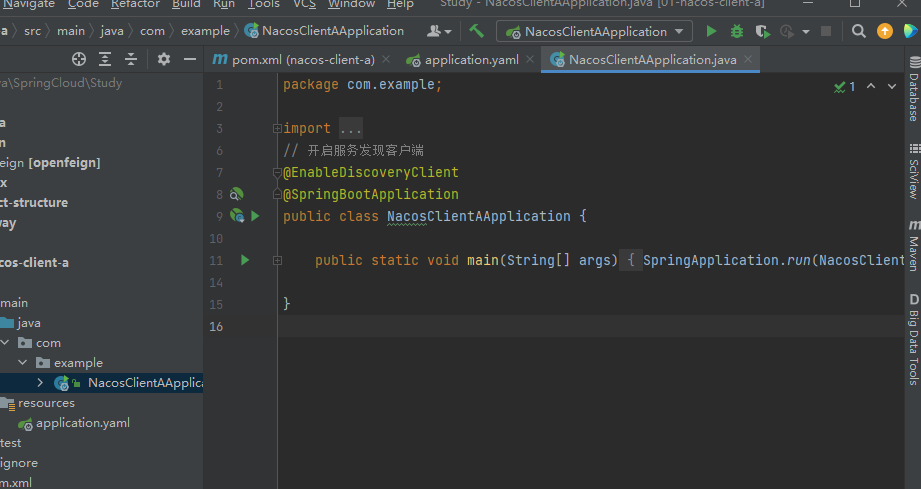 Navigate Code Refactor Build Run Tools VCS Window Help Study - NacosClientAApplication.java [01-nacos-client-a]
a src main java com example NacosClientAApplication NacosClientAApplication
pom.xml (nacos-client-a) application.yaml NacosClientAApplication.java
va\SpringCloud\Study
a
n
eign [openfeign]
x
ct-structure
way
cos-client-a
main
java
com
example
NacosClientAApplica
resources
application.yaml
test
ignore
m.xml
1 package com.example;
2
3 import ...
6 // 开启服务发现客户端
7 @EnableDiscoveryClient
8 @SpringBootApplication
9 public class NacosClientAApplication {
10
11 public static void main(String[] args) { SpringApplication.run(NacosClient
14
15 }
16
1
Database
SciView
Maven
Big Data Tools